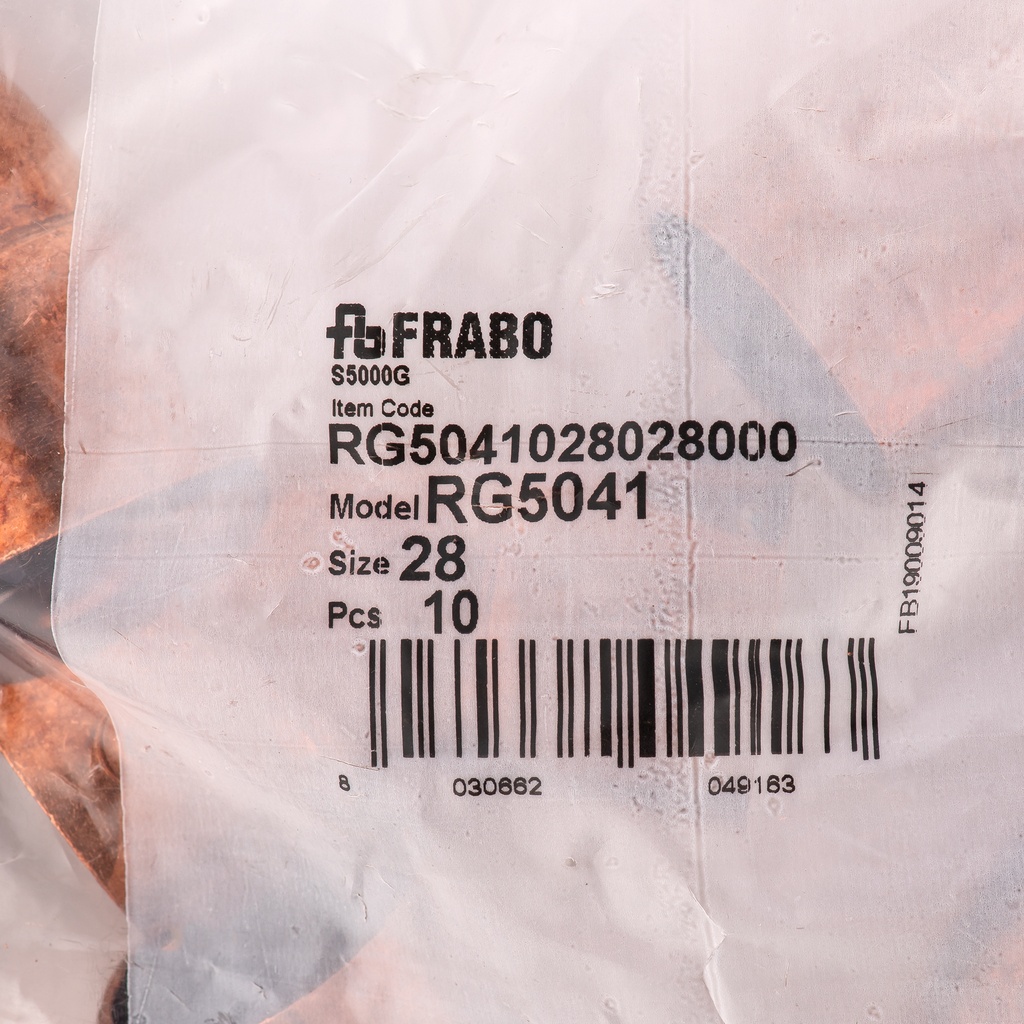 FRABO
S5000G
Item Code
RG5041028028000
Model RG5041
Size 28
Pcs 10
8 030662 049163
FB19009014